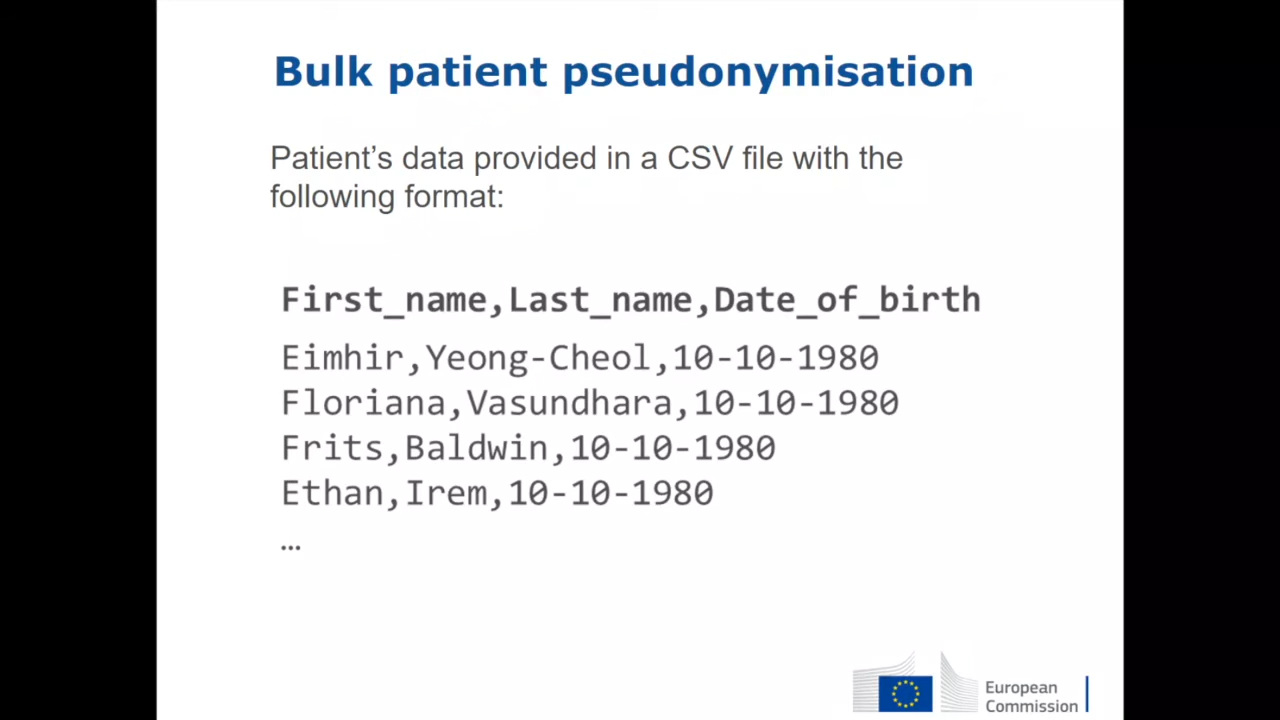 Bulk patient pseudonymisation
Patient’s data provided in a CSV file with the
following format:
First_name,Last_name,Date_of_birth
Eimhir,Yeong-Cheol,10-10-1980
Floriana,Vasundhara,10-10-1980
Frits,Baldwin,10-10-1980
Ethan,Irem,10-10-1980
…
European
Commission